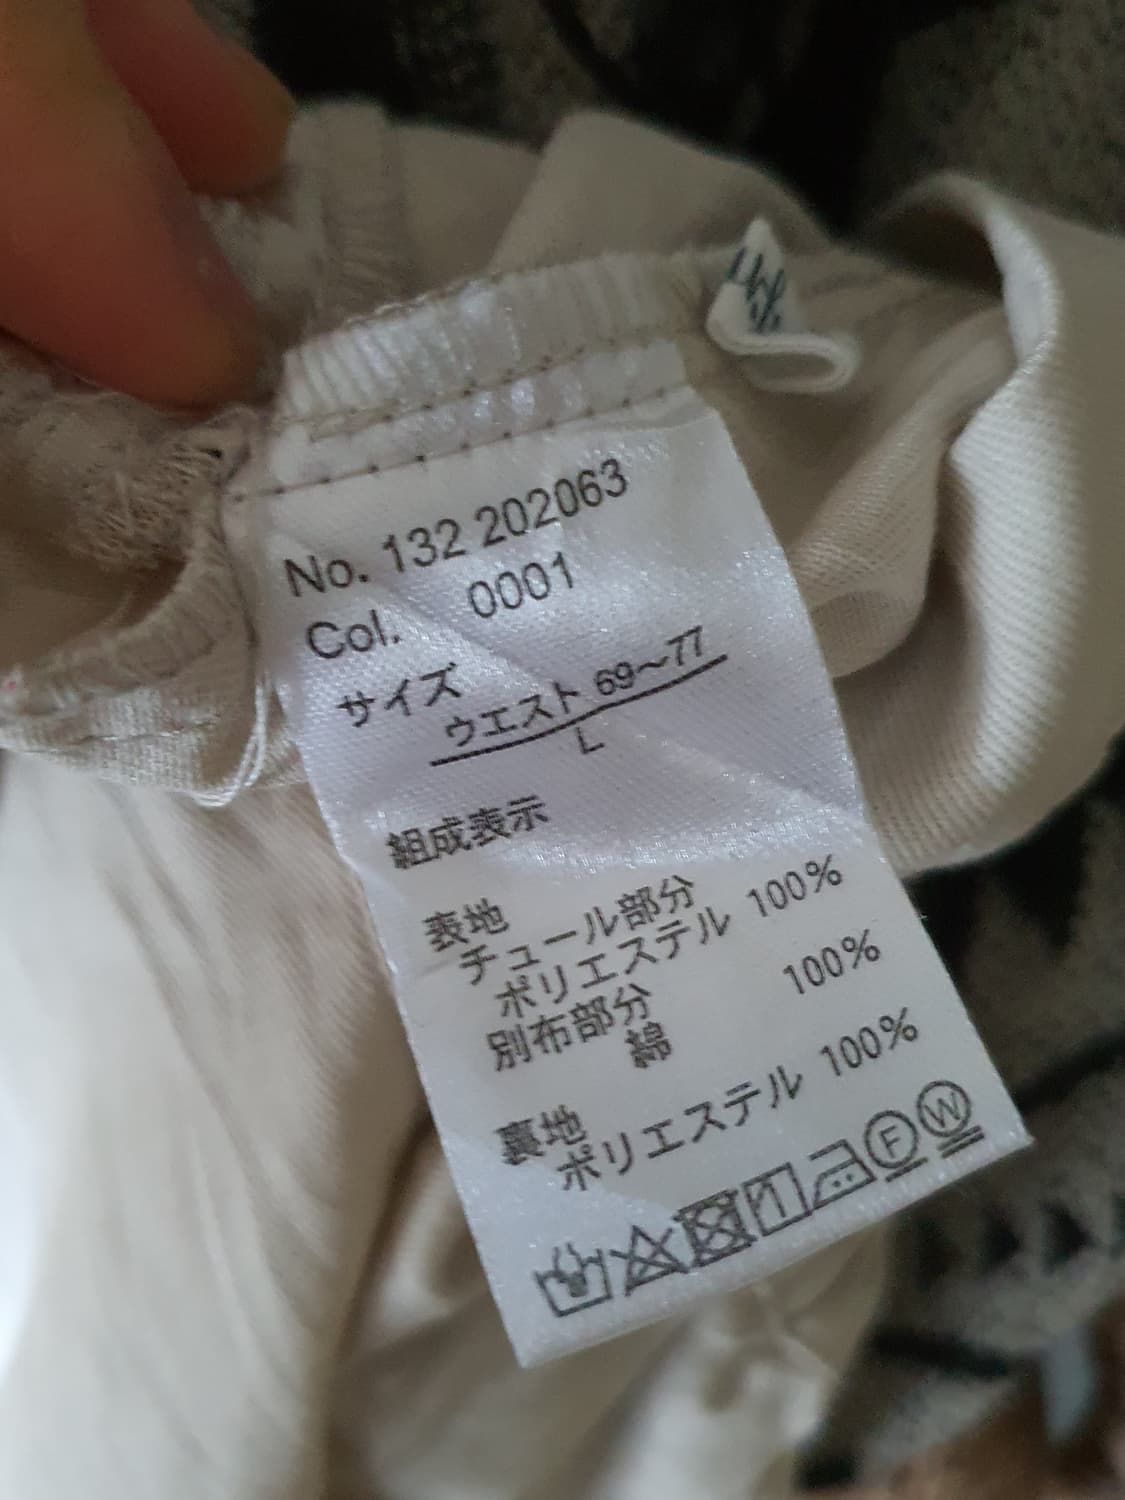 No. 132 202063
Col. 0001
サイズ
ウエスト 69～77
L
組成表示
表地
チュール部分
ポリエステル 100%
別布部分
綿 100%
裏地
ポリエステル 100%
F W